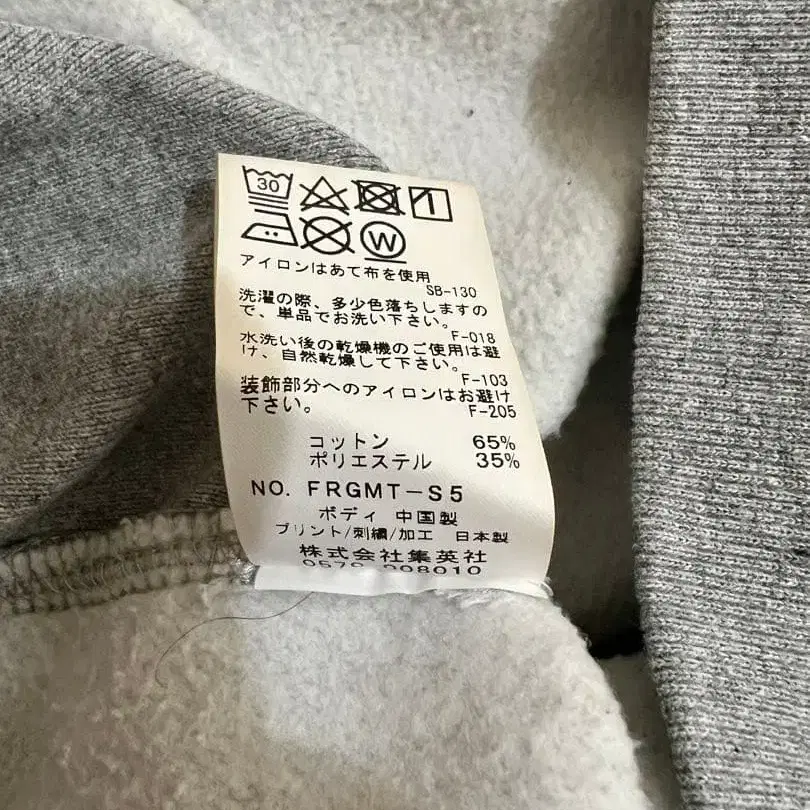 30
W
アイロンはあて布を使用
SB-130
洗濯の際、多少色落ちしますの
で、単品でお洗い下さい。
F-018
水洗い後の乾燥機のご使用は避
け、自然乾燥して下さい。
F-103
装飾部分へのアイロンはお避け
下さい。
F-205
コットン 65%
ポリエステル 35%
NO. FRGMT-S5
ボディ 中国製
プリント/刺繍/加工 日本製
株式会社集英社
0570 008010